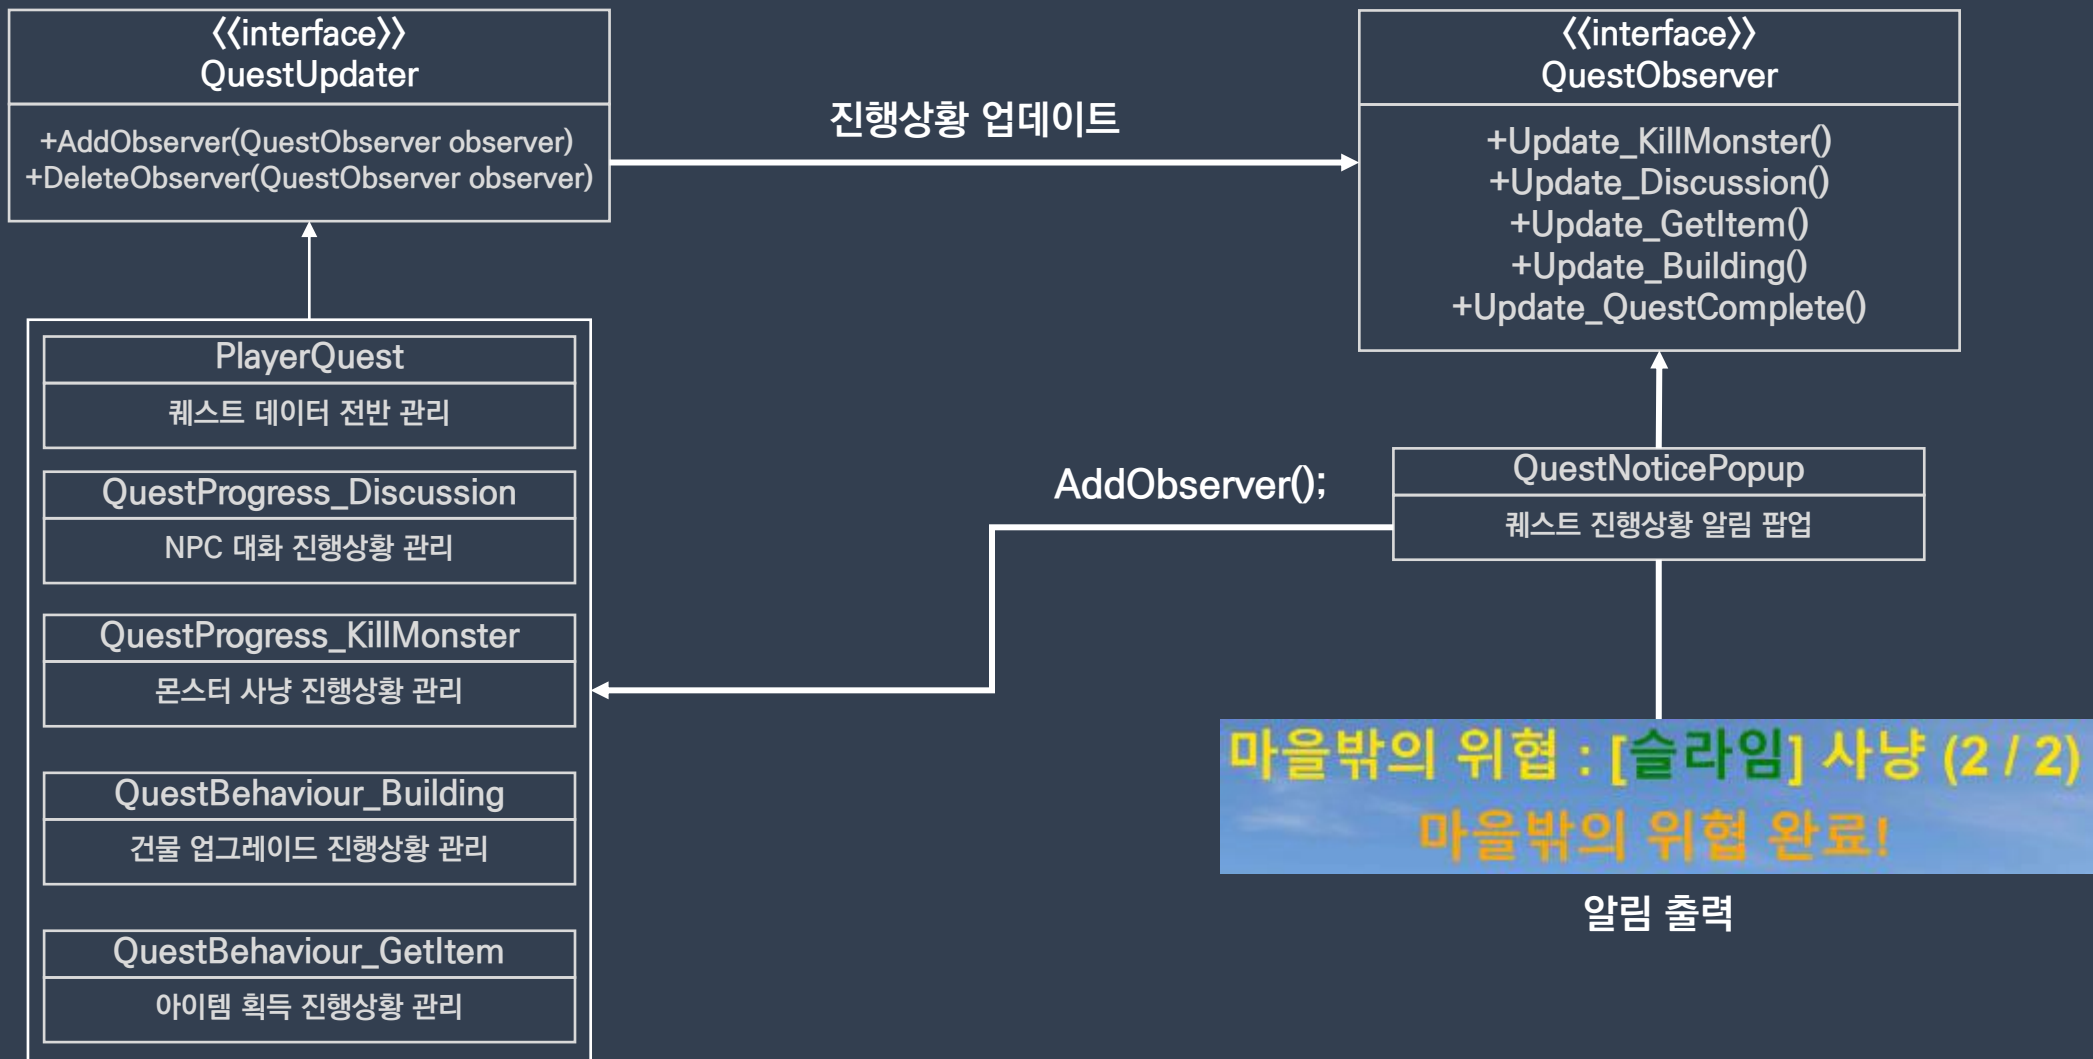 《interface》
QuestUpdater
+AddObserver(QuestObserver observer)
+DeleteObserver(QuestObserver observer)
진행상황 업데이트
《interface》
QuestObserver
+Update_KillMonster()
+Update_Discussion()
+Update_GetItem()
+Update_Building()
+Update_QuestComplete()
PlayerQuest
퀘스트 데이터 전반 관리
QuestProgress_Discussion
NPC 대화 진행상황 관리
QuestProgress_KillMonster
몬스터 사냥 진행상황 관리
QuestBehaviour_Building
건물 업그레이드 진행상황 관리
QuestBehaviour_GetItem
아이템 획득 진행상황 관리
AddObserver();
QuestNoticePopup
퀘스트 진행상황 알림 팝업
마을밖의 위협 : [슬라임] 사냥 (2 / 2)
마을밖의 위협 완료!
알림 출력